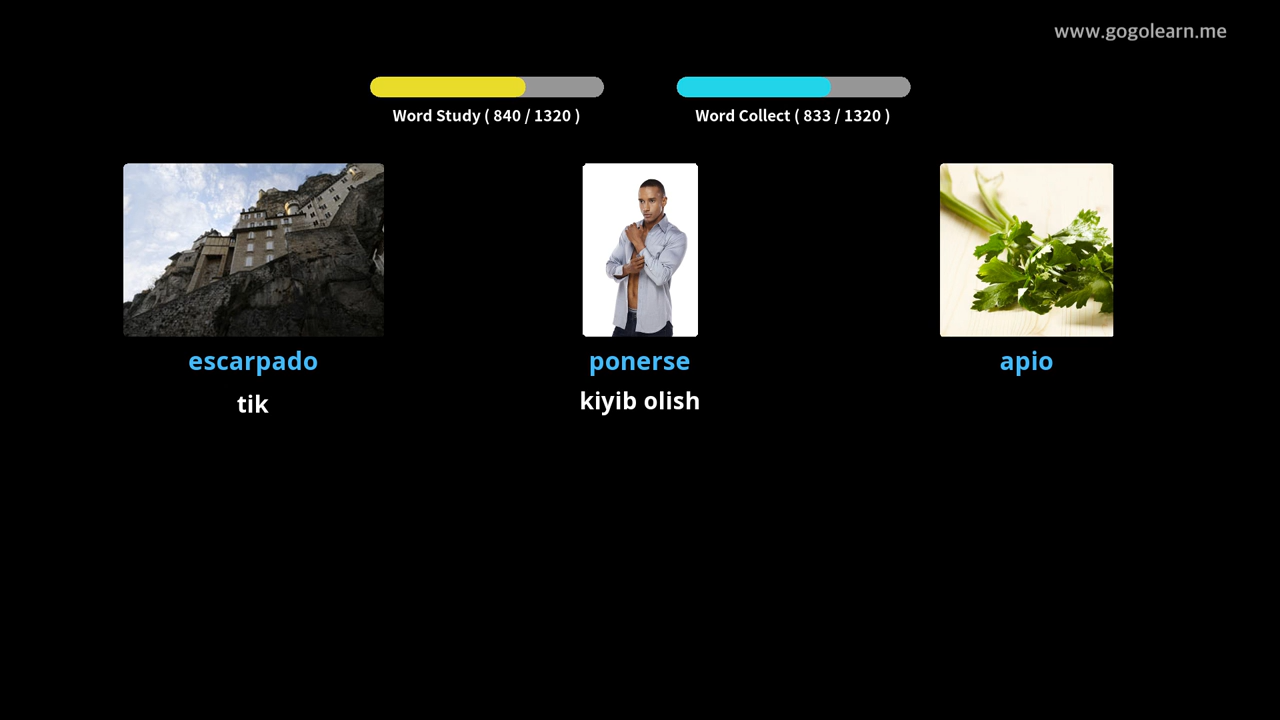 www.gogolearn.me
Word Study ( 840 / 1320 )
Word Collect ( 833 / 1320 )
escarpado
ponerse
apio
tik
kiyib olish